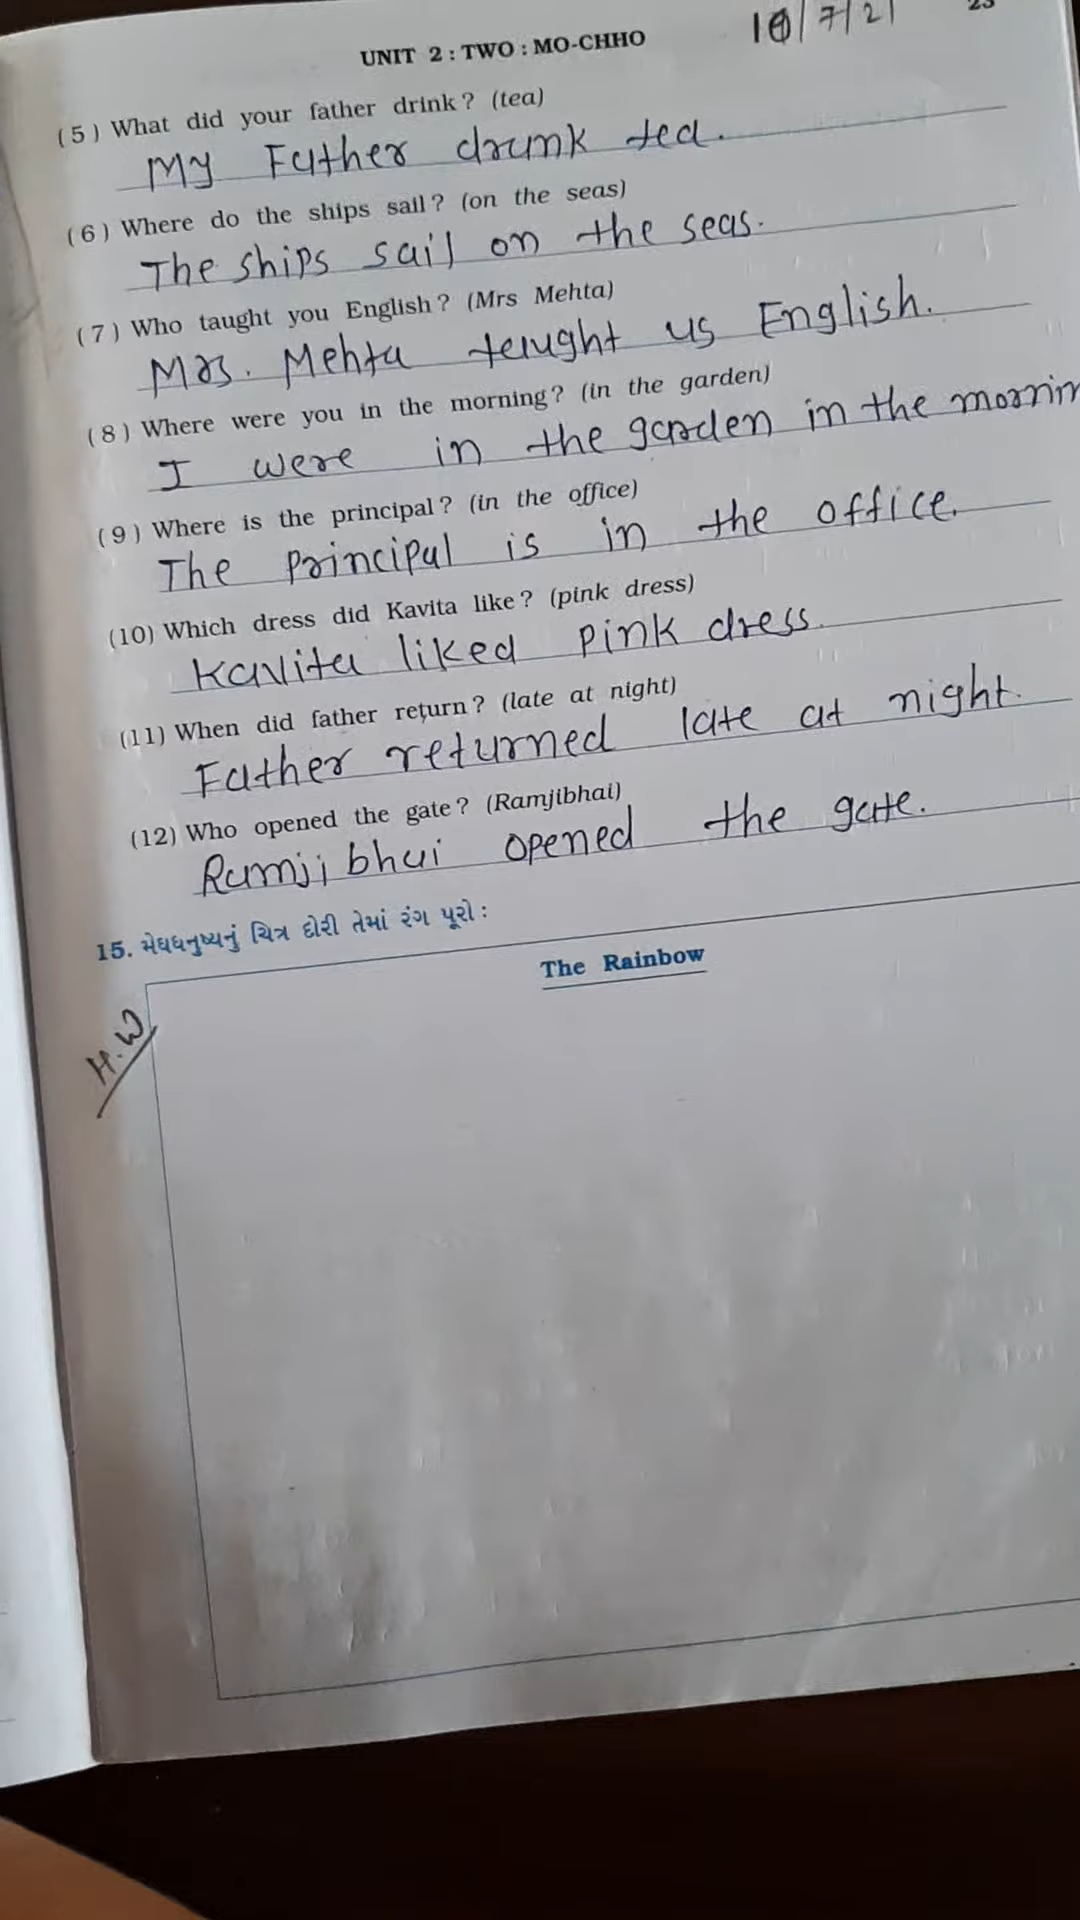 10/7/21
23
UNIT 2 : TWO : MO-CHHO
(5) What did your father drink? (tea)
My Father drunk tea.
(6) Where do the ships sail? (on the seas)
The ships sail on the seas.
(7) Who taught you English? (Mrs Mehta)
Mrs. Mehta taught us English.
(8) Where were you in the morning? (in the garden)
I were in the garden in the mornin
(9) Where is the principal? (in the office)
The principal is in the office.
(10) Which dress did Kavita like? (pink dress)
Kavita liked pink dress.
(11) When did father return? (late at night)
Father returned late at night.
(12) Who opened the gate? (Ramjibhai)
Ramjibhai opened the gate.
15. મેઘધનુષ્યનું ચિત્ર દોરી તેમાં રંગ પૂરો :
The Rainbow
H.W